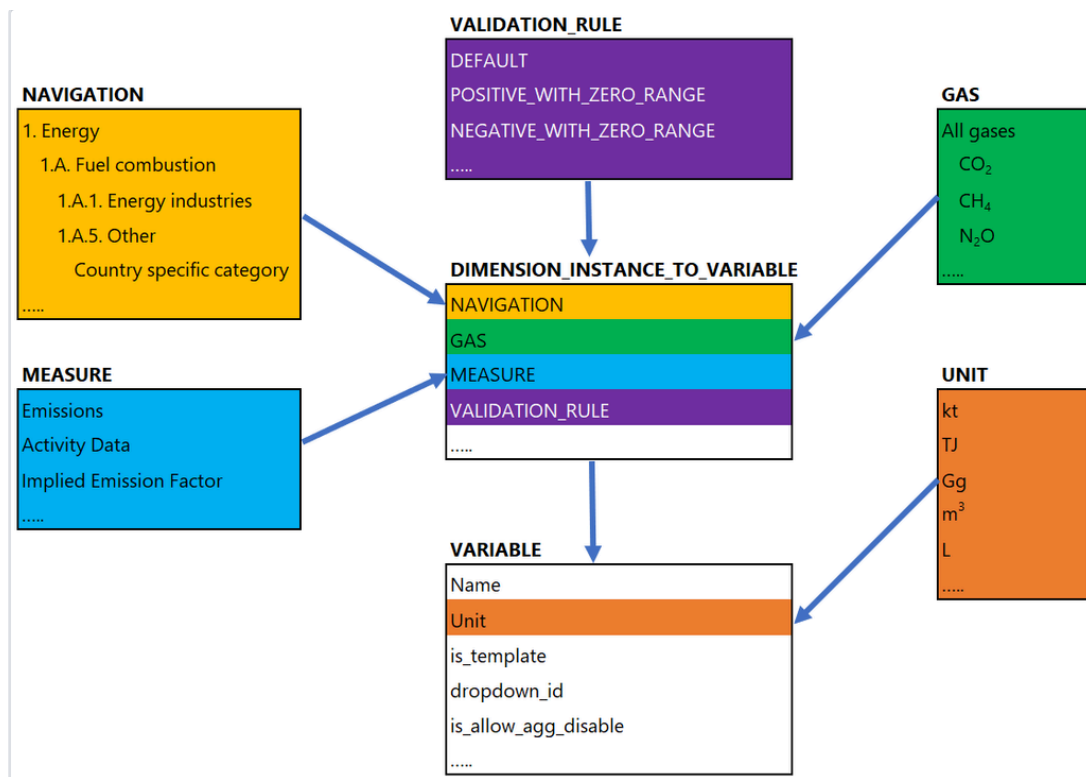 VALIDATION_RULE
DEFAULT
POSITIVE_WITH_ZERO_RANGE
NEGATIVE_WITH_ZERO_RANGE
.....
NAVIGATION
1. Energy
1.A. Fuel combustion
1.A.1. Energy industries
1.A.5. Other
Country specific category
.....
GAS
All gases
CO₂
CH₄
N₂O
.....
DIMENSION_INSTANCE_TO_VARIABLE
NAVIGATION
GAS
MEASURE
VALIDATION_RULE
.....
MEASURE
Emissions
Activity Data
Implied Emission Factor
.....
UNIT
kt
TJ
Gg
m³
L
.....
VARIABLE
Name
Unit
is_template
dropdown_id
is_allow_agg_disable
.....